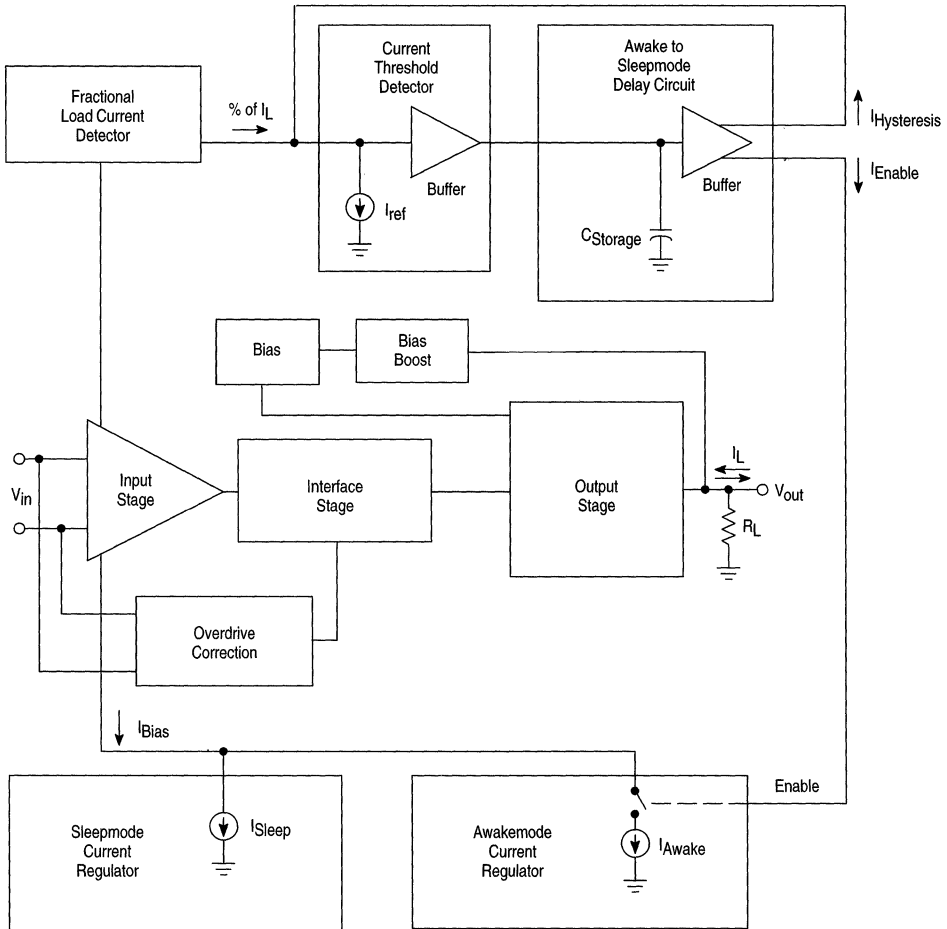 Fractional
Load Current
Detector
% of IL
Current
Threshold
Detector
Buffer
Iref
Awake to
Sleepmode
Delay Circuit
Buffer
CStorage
IHysteresis
IEnable
Bias
Bias
Boost
Vin
Input
Stage
Interface
Stage
Output
Stage
IL
Vout
RL
Overdrive
Correction
IBias
Sleepmode
Current
Regulator
ISleep
Awakemode
Current
Regulator
IAwake
Enable